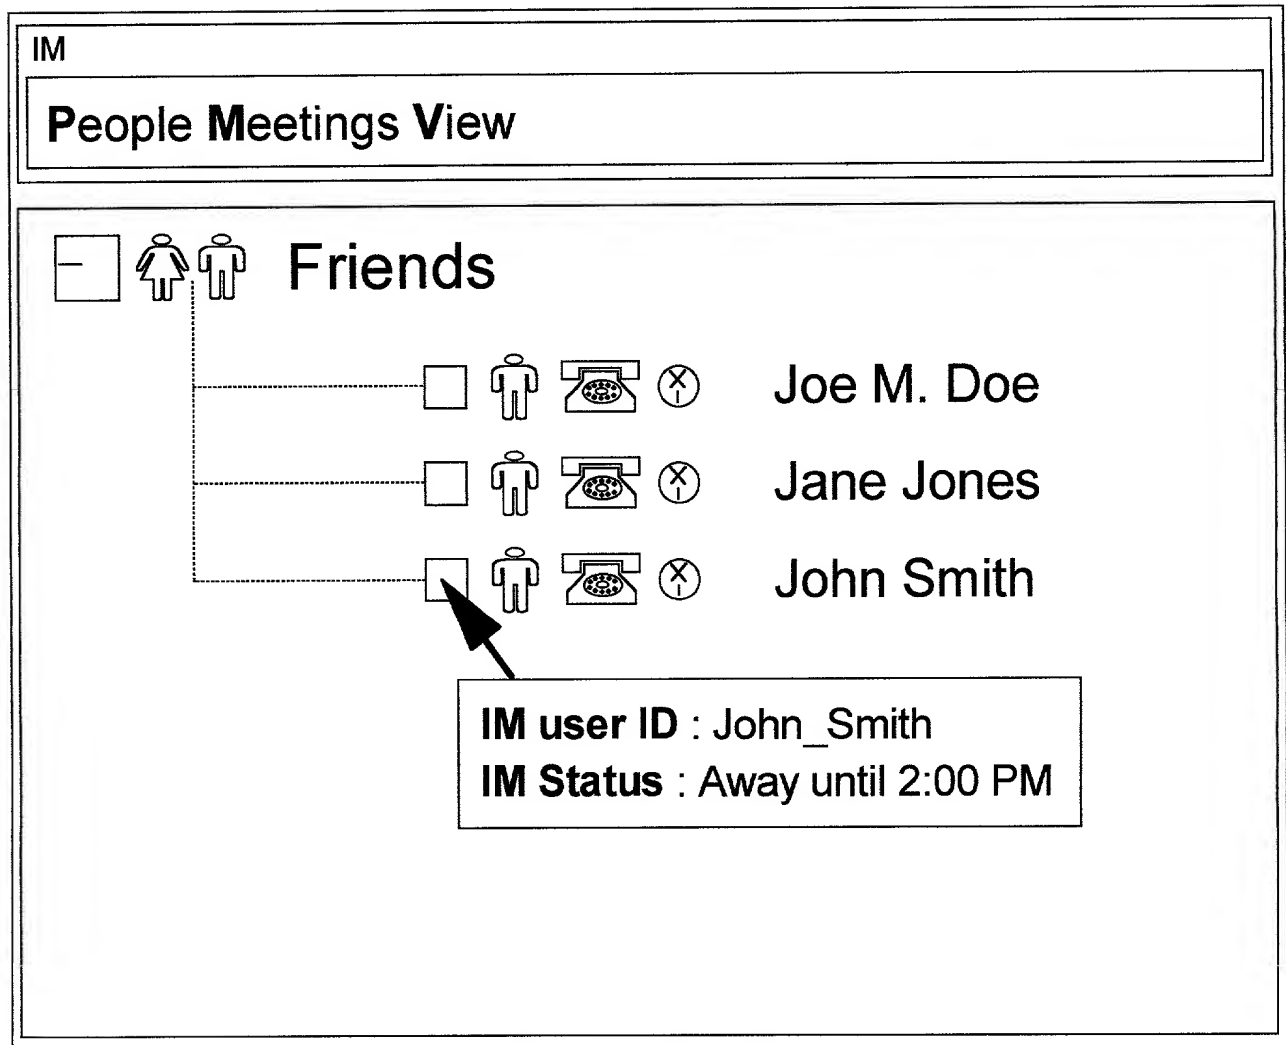 IM
People Meetings View
Friends
Joe M. Doe
Jane Jones
John Smith
IM user ID : John_Smith
IM Status : Away until 2:00 PM